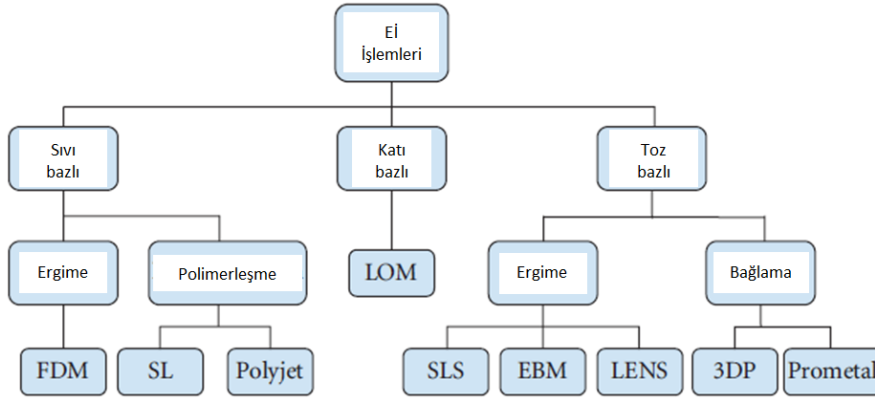 Eİ
İşlemleri
Sıvı
bazlı
Katı
bazlı
Toz
bazlı
Ergime
Polimerleşme
LOM
Ergime
Bağlama
FDM
SL
Polyjet
SLS
EBM
LENS
3DP
Prometal